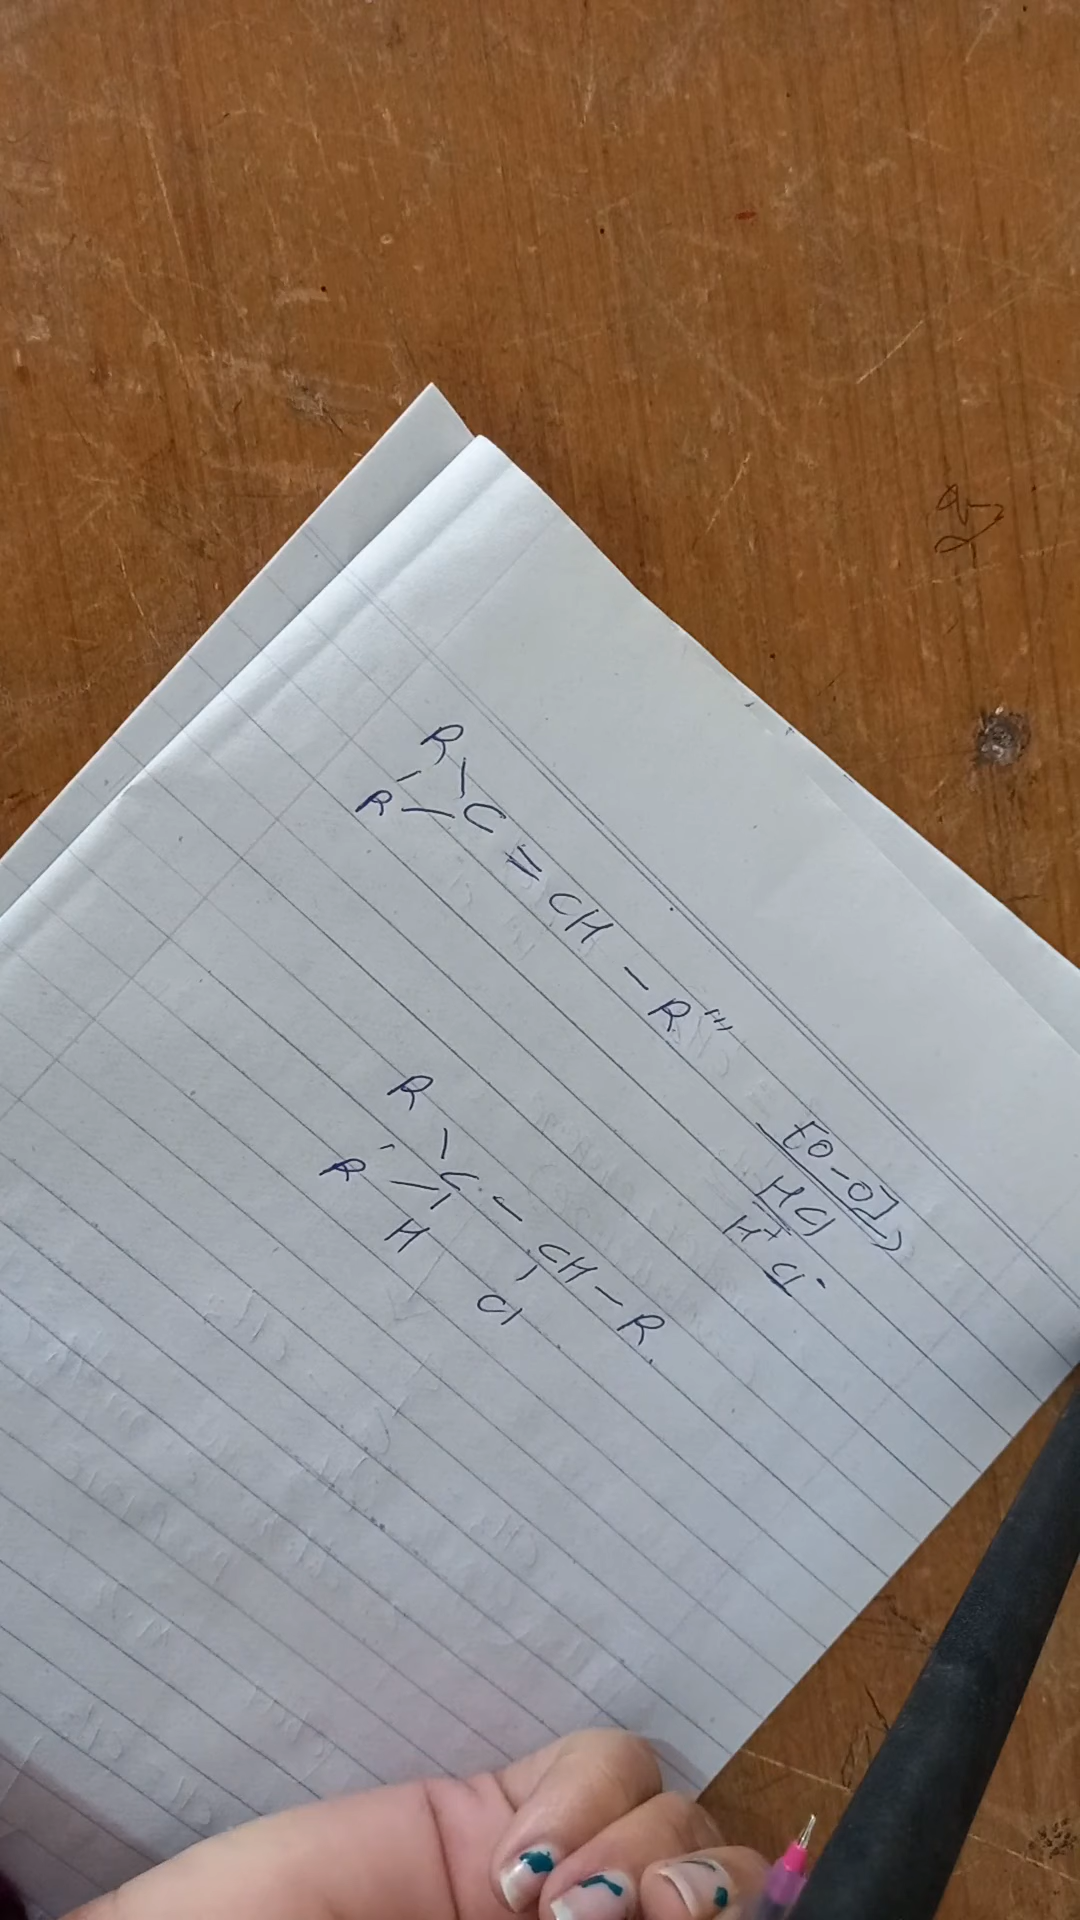 R
R' C = CH - R''' [O-O]
HCl
H⁺ Cl⁻
R
R' C - CH - R
H Cl